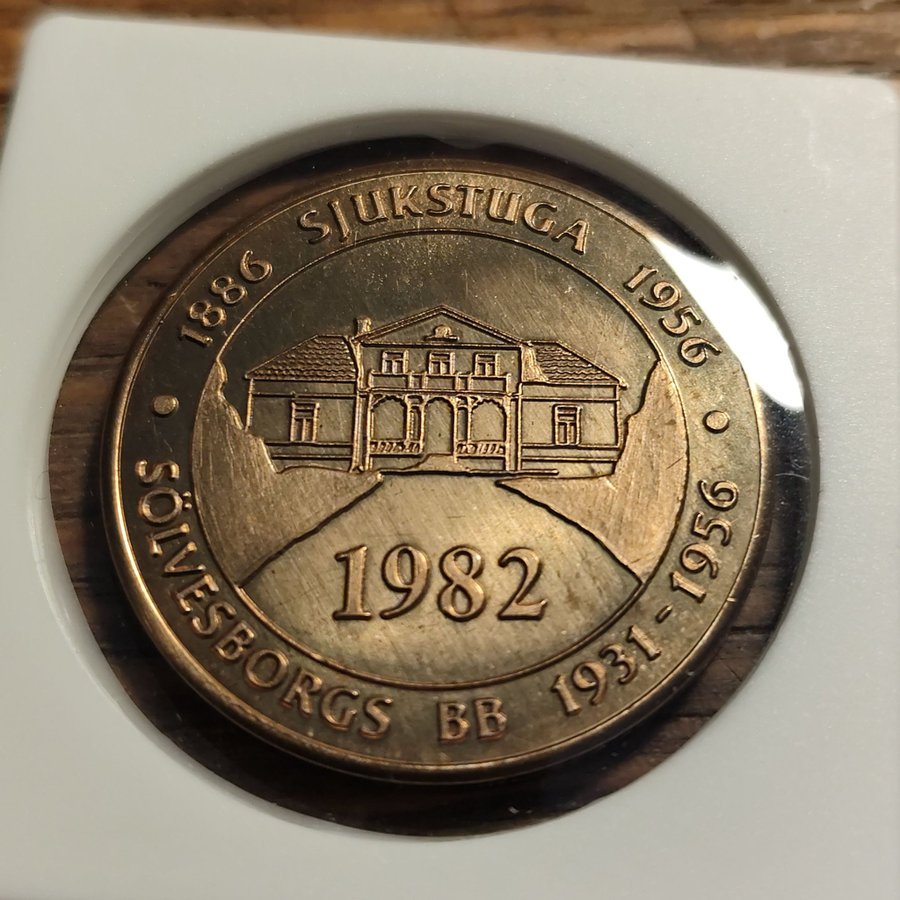 1886 SJUKSTUGA 1956
1982
• SÖLVESBORGS BB 1931-1956 •